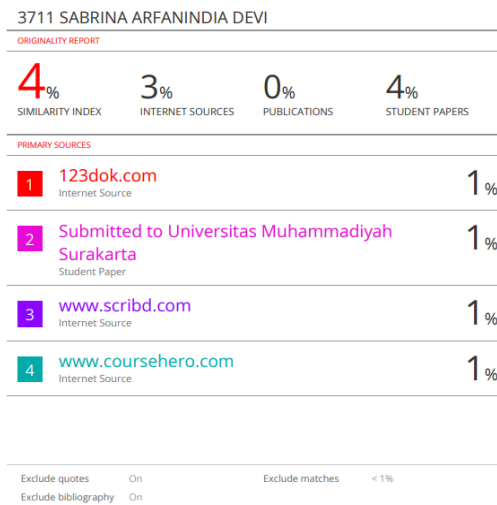 3711 SABRINA ARFANINDIA DEVI
ORIGINALITY REPORT
4% 3% 0% 4%
SIMILARITY INDEX INTERNET SOURCES PUBLICATIONS STUDENT PAPERS
PRIMARY SOURCES
1 123dok.com 1%
Internet Source
2 Submitted to Universitas Muhammadiyah 1%
Surakarta
Student Paper
3 www.scribd.com 1%
Internet Source
4 www.coursehero.com 1%
Internet Source
Exclude quotes On Exclude matches < 1%
Exclude bibliography On